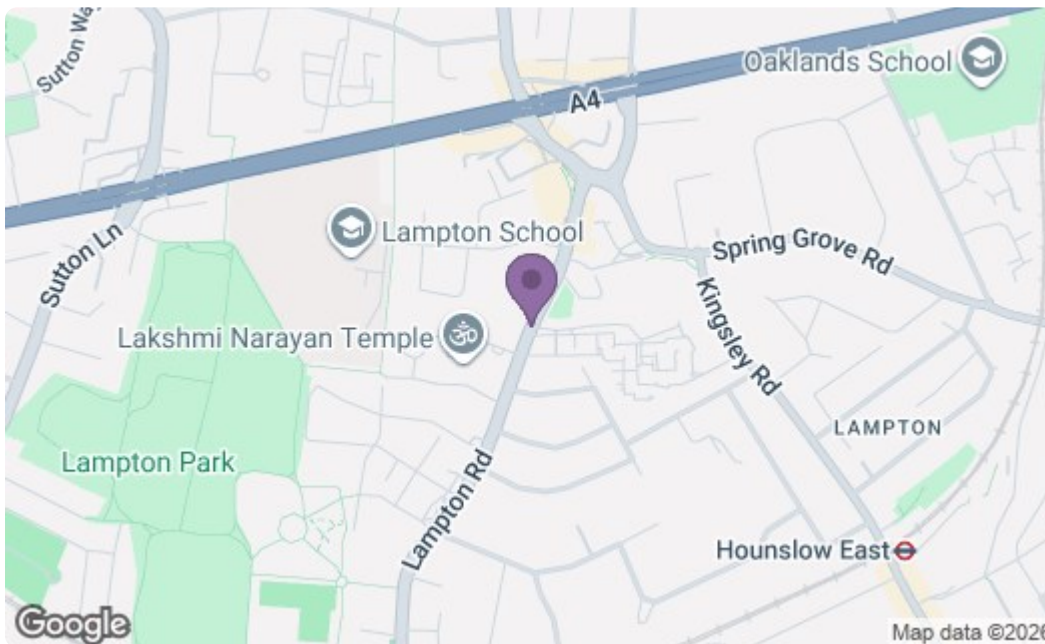 Sutton Way
Oaklands School
A4
Lampton School
Spring Grove Rd
Sutton Ln
Kingsley Rd
Lakshmi Narayan Temple
ॐ
LAMPTON
Lampton Park
Lampton Rd
Hounslow East
Google
Map data ©2026